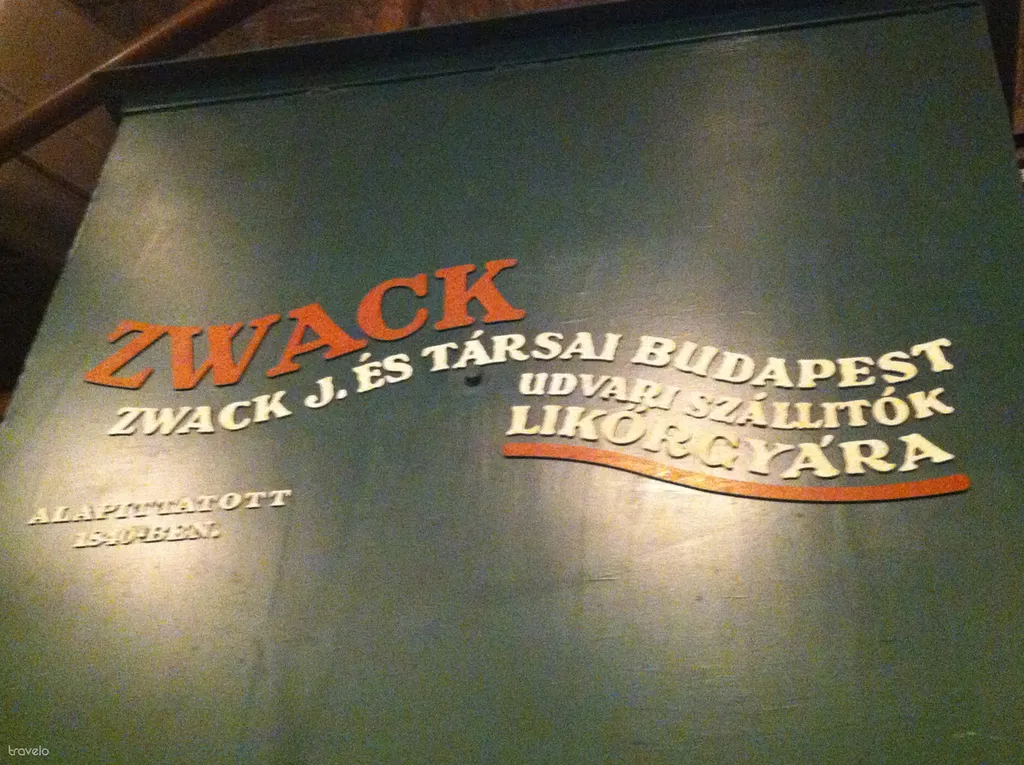 ZWACK
ZWACK J. ÉS TÁRSAI BUDAPEST
UDVARI SZÁLLITÓK
LIKŐRGYÁRA
ALAPITTATOTT
1840-BEN.
travelo